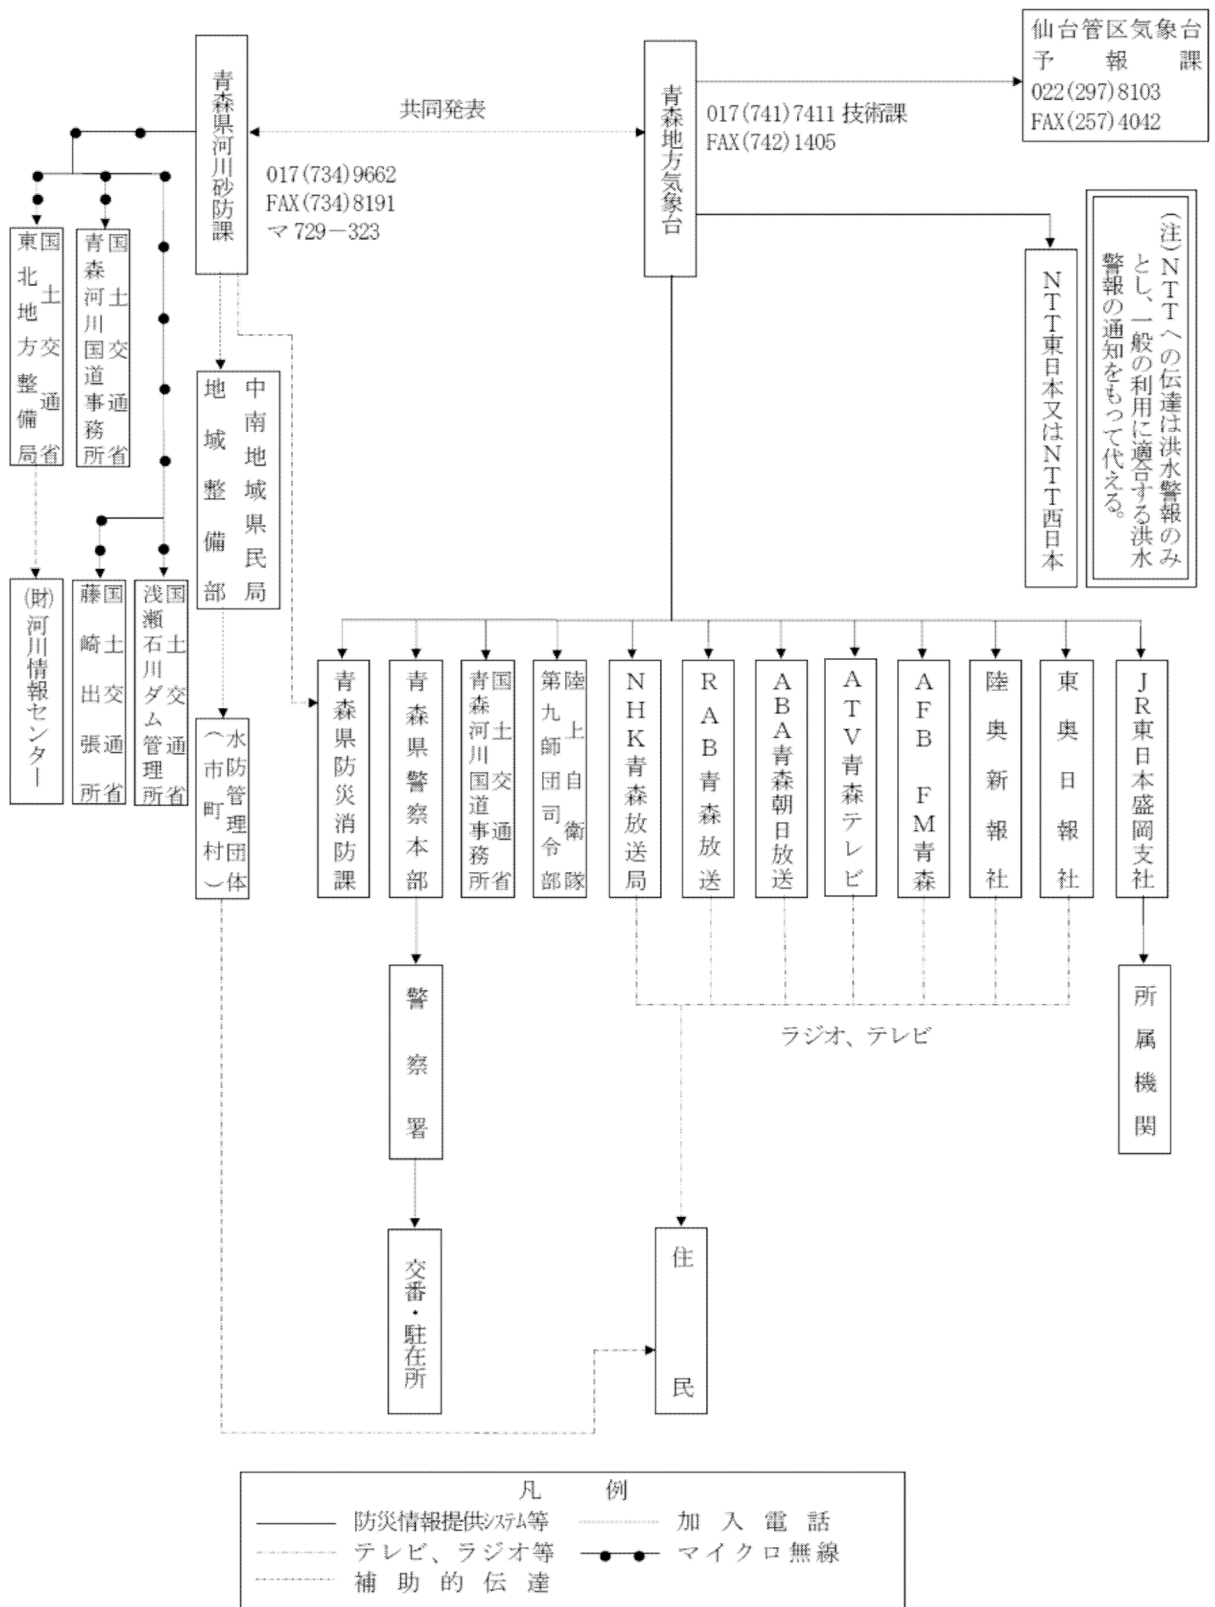 仙台管区気象台
予報課
022(297)8103
FAX(257)4042
青森県河川砂防課
共同発表
青森地方気象台
017(741)7411 技術課
FAX(742)1405
017(734)9662
FAX(734)8191
マ 729－323
(注)NTTへの伝達は洪水警報のみ
とし、一般の利用に適合する洪水
警報の通知をもって代える。
国土交通省
東北地方整備局
国土交通省
青森河川国道事務所
中南地域県民局
地域整備部
NTT東日本又はNTT西日本
(財)河川情報センター
国土交通省
藤崎出張所
国土交通省
浅瀬石川ダム管理所
水防管理団体
(市町村)
青森県防災消防課
青森県警察本部
国土交通省
青森河川国道事務所
陸上自衛隊
第九師団司令部
NHK青森放送局
RAB青森放送
ABA青森朝日放送
ATV青森テレビ
AFB FM青森
陸奥新報社
東奥日報社
JR東日本盛岡支社
警察署
ラジオ、テレビ
所属機関
交番・駐在所
住民
凡例
防災情報提供システム等
加入電話
テレビ、ラジオ等
マイクロ無線
補助的伝達